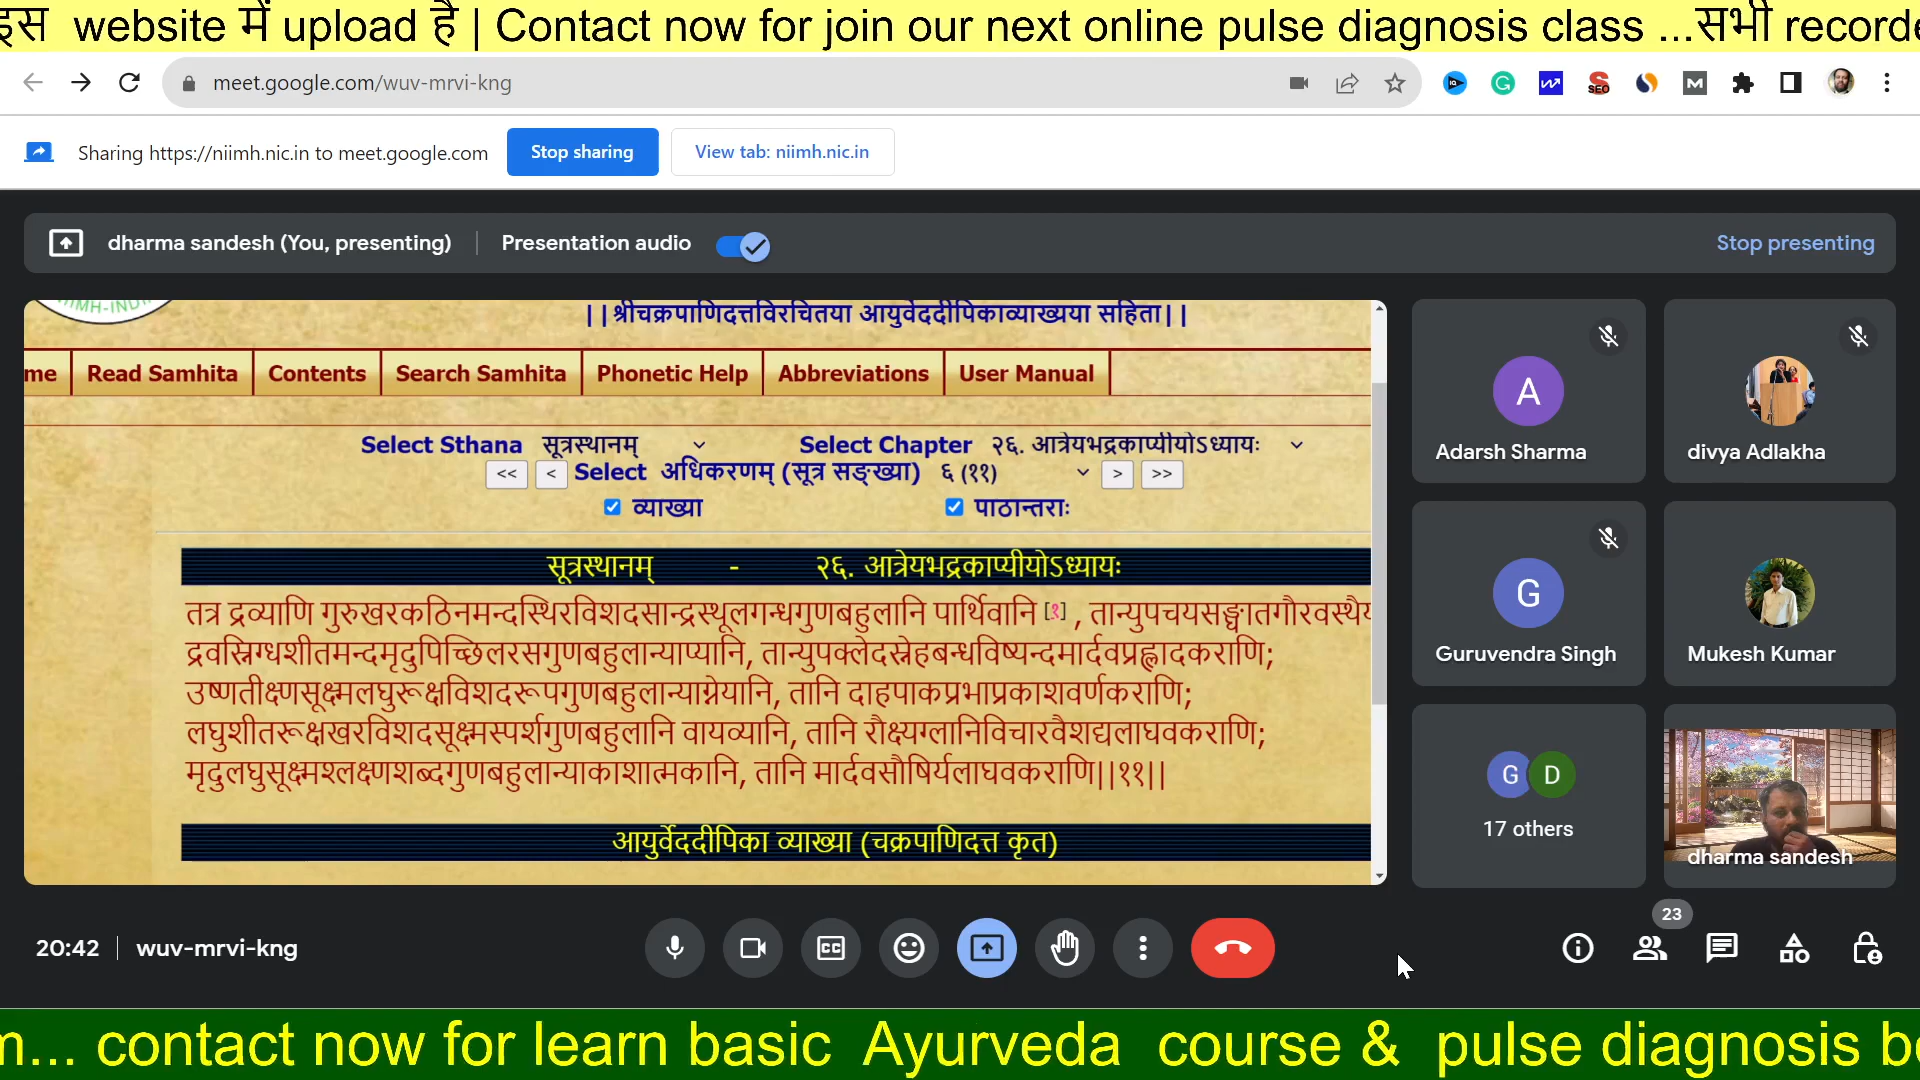 इस website में upload है | Contact now for join our next online pulse diagnosis class ...सभी recorde
meet.google.com/wuv-mrvi-kng
Sharing https://niimh.nic.in to meet.google.com
Stop sharing
View tab: niimh.nic.in
dharma sandesh (You, presenting)
Presentation audio
Stop presenting
||श्रीचक्रपाणिदत्तविरचितया आयुर्वेददीपिकाव्याख्यया सहिता||
me Read Samhita Contents Search Samhita Phonetic Help Abbreviations User Manual
Select Sthana सूत्रस्थानम् Select Chapter २६. आत्रेयभद्रकाप्यीयोऽध्यायः
<< < Select अधिकरणम् (सूत्र सङ्ख्या) ६ (११) > >>
व्याख्या पाठान्तराः
सूत्रस्थानम् - २६. आत्रेयभद्रकाप्यीयोऽध्यायः
तत्र द्रव्याणि गुरुखरकठिनमन्दस्थिरविशदसान्द्रस्थूलगन्धगुणबहुलानि पार्थिवानि [१] , तान्युपचयसङ्घातगौरवस्थैय
द्रवस्निग्धशीतमन्दमृदुपिच्छिलरसगुणबहुलान्याप्यानि, तान्युपक्लेदस्नेहबन्धविष्यन्दमार्दवप्रह्लादकराणि;
उष्णतीक्ष्णसूक्ष्मलघुरूक्षविशदरूपगुणबहुलान्याग्नेयानि, तानि दाहपाकप्रभाप्रकाशवर्णकराणि;
लघुशीतरूक्षखरविशदसूक्ष्मस्पर्शगुणबहुलानि वायव्यानि, तानि रौक्ष्यग्लानिविचारवैशद्यलाघवकराणि;
मृदुलघुसूक्ष्मश्लक्ष्णशब्दगुणबहुलान्याकाशात्मकानि, तानि मार्दवसौषिर्यलाघवकराणि||११||
आयुर्वेददीपिका व्याख्या (चक्रपाणिदत्त कृत)
A
Adarsh Sharma
divya Adlakha
G
Guruvendra Singh
Mukesh Kumar
G D
17 others
dharma sandesh
20:42 wuv-mrvi-kng
23
m... contact now for learn basic Ayurveda course & pulse diagnosis be